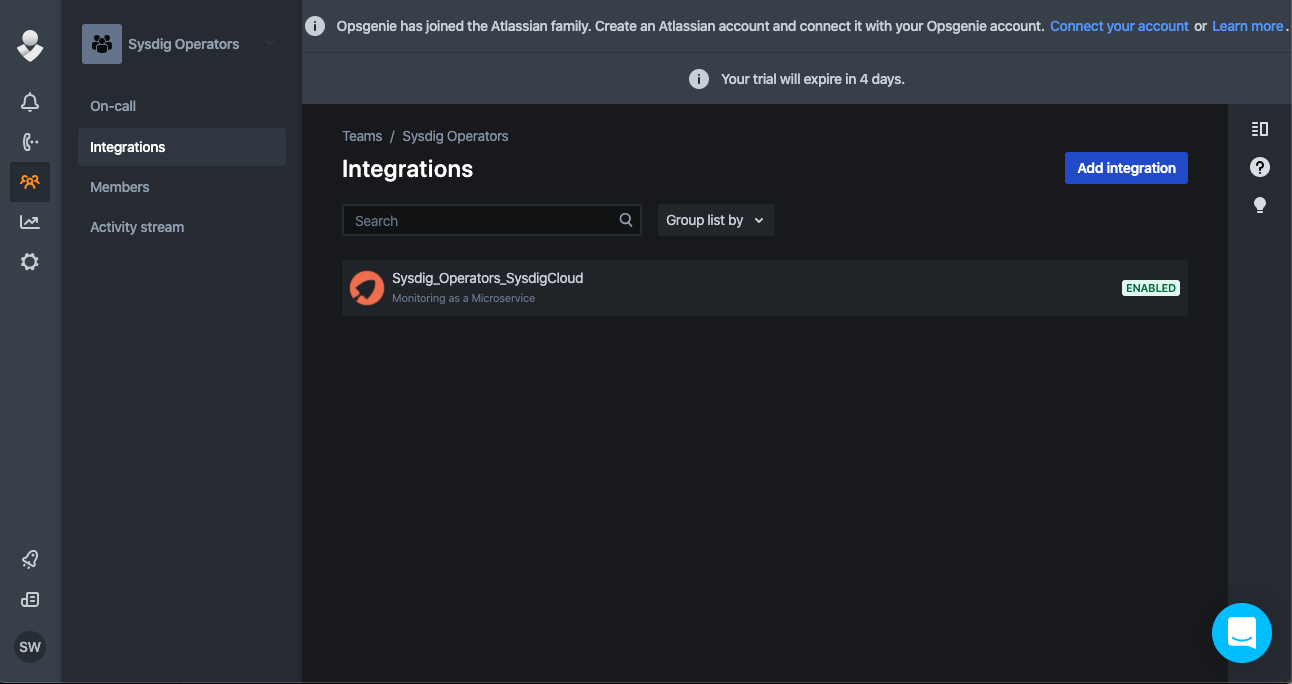 Opsgenie has joined the Atlassian family. Create an Atlassian account and connect it with your Opsgenie account. Connect your account or Learn more.
Your trial will expire in 4 days.
Sysdig Operators
On-call
Integrations
Members
Activity stream
SW
Teams / Sysdig Operators
Integrations
Add integration
Search
Group list by
Sysdig_Operators_SysdigCloud
Monitoring as a Microservice
ENABLED